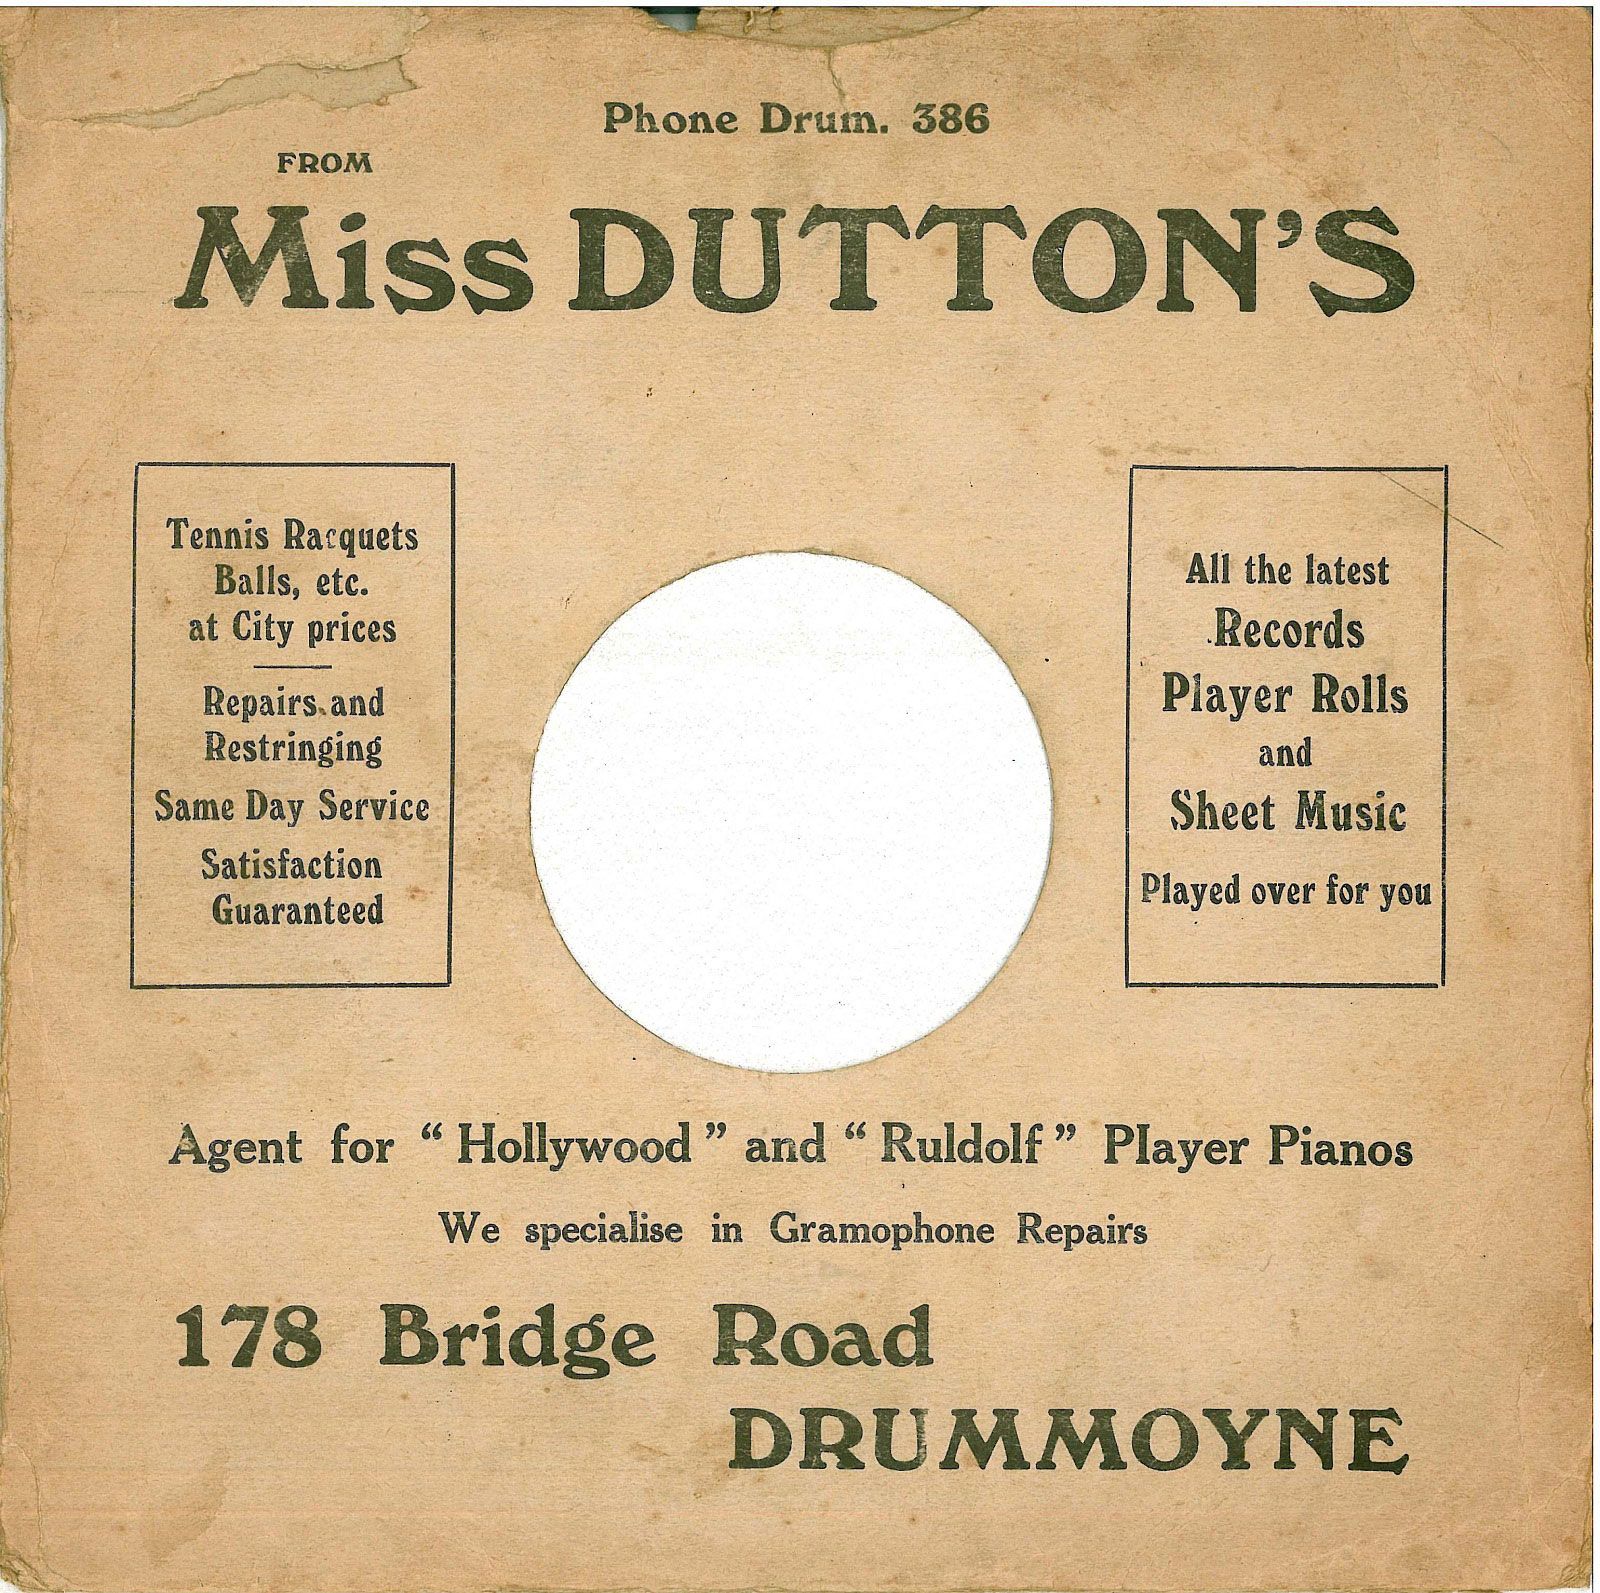 Phone Drum. 386
FROM
Miss DUTTON'S
Tennis Racquets
Balls, etc.
at City prices
Repairs and
Restringing
Same Day Service
Satisfaction
Guaranteed
All the latest
Records
Player Rolls
and
Sheet Music
Played over for you
Agent for “Hollywood” and “Ruldolf” Player Pianos
We specialise in Gramophone Repairs
178 Bridge Road
DRUMMOYNE